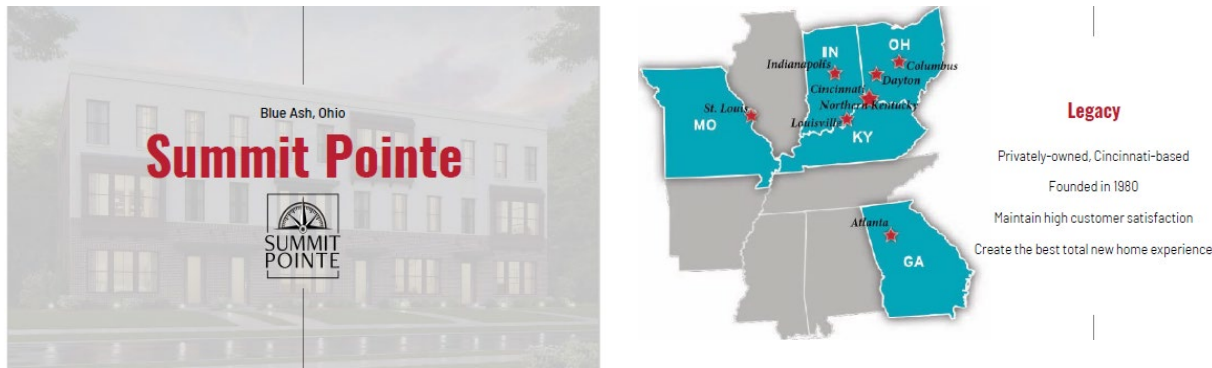 Blue Ash, Ohio
Summit Pointe
SUMMIT
POINTE
IN
OH
Indianapolis
Columbus
Dayton
Cincinnati
Northern Kentucky
St. Louis
MO
Louisville
KY
Atlanta
GA
Legacy
Privately-owned, Cincinnati-based
Founded in 1980
Maintain high customer satisfaction
Create the best total new home experience